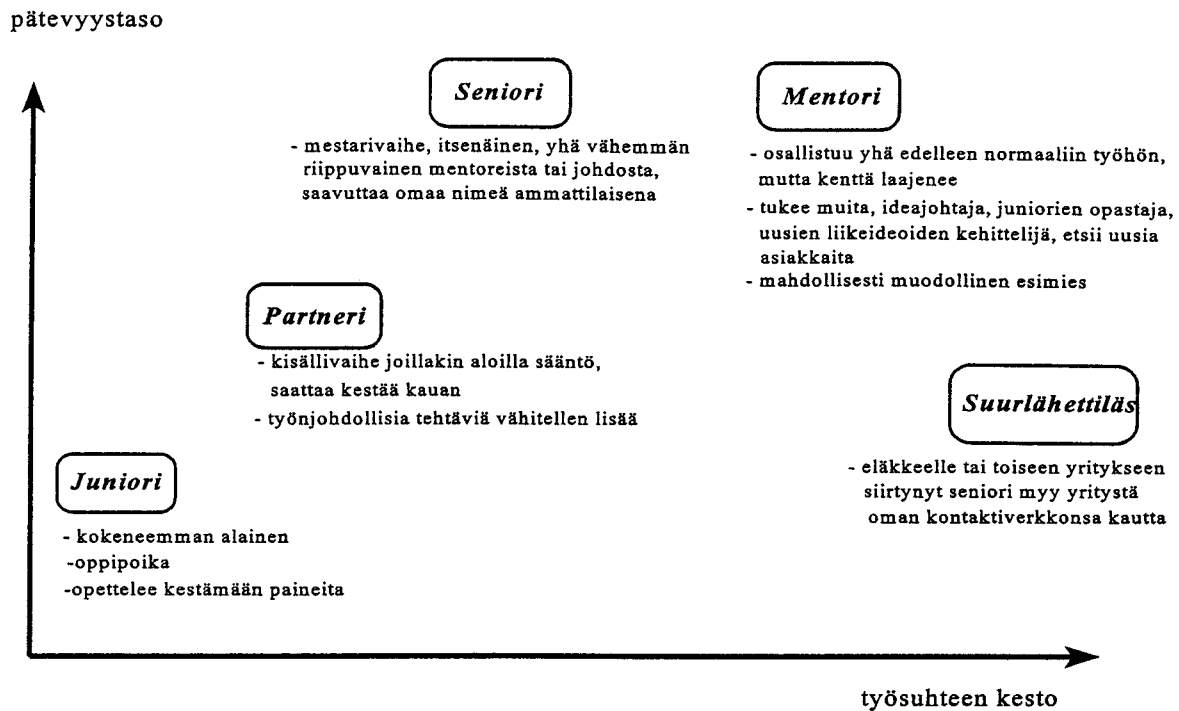 pätevyystaso
Seniori
- mestarivaihe, itsenäinen, yhä vähemmän
riippuvainen mentoreista tai johdosta,
saavuttaa omaa nimeä ammattilaisena
Mentori
- osallistuu yhä edelleen normaaliin työhön,
mutta kenttä laajenee
- tukee muita, ideajohtaja, juniorien opastaja,
uusien liikeideoiden kehittelijä, etsii uusia
asiakkaita
- mahdollisesti muodollinen esimies
Partneri
- kisällivaihe joillakin aloilla sääntö,
saattaa kestää kauan
- työnjohdollisia tehtäviä vähitellen lisää
Suurlähettiläs
- eläkkeelle tai toiseen yritykseen
siirtynyt seniori myy yritystä
oman kontaktiverkkonsa kautta
Juniori
- kokeneemman alainen
-oppipoika
-opettelee kestämään paineita
työsuhteen kesto